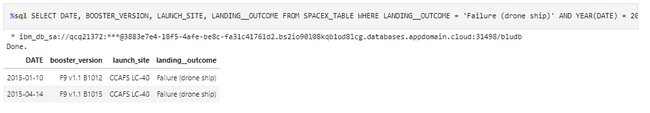 %sql SELECT DATE, BOOSTER_VERSION, LAUNCH_SITE, LANDING__OUTCOME FROM SPACEX_TABLE WHERE LANDING__OUTCOME = 'Failure (drone ship)' AND YEAR(DATE) = 20
* ibm_db_sa://qcq21372:***@3883e7e4-18f5-4afe-be8c-fa31c41761d2.bs2io90l08kqb1od8lcg.databases.appdomain.cloud:31498/bludb
Done.
DATE booster_version launch_site landing__outcome
2015-01-10 F9 v1.1 B1012 CCAFS LC-40 Failure (drone ship)
2015-04-14 F9 v1.1 B1015 CCAFS LC-40 Failure (drone ship)